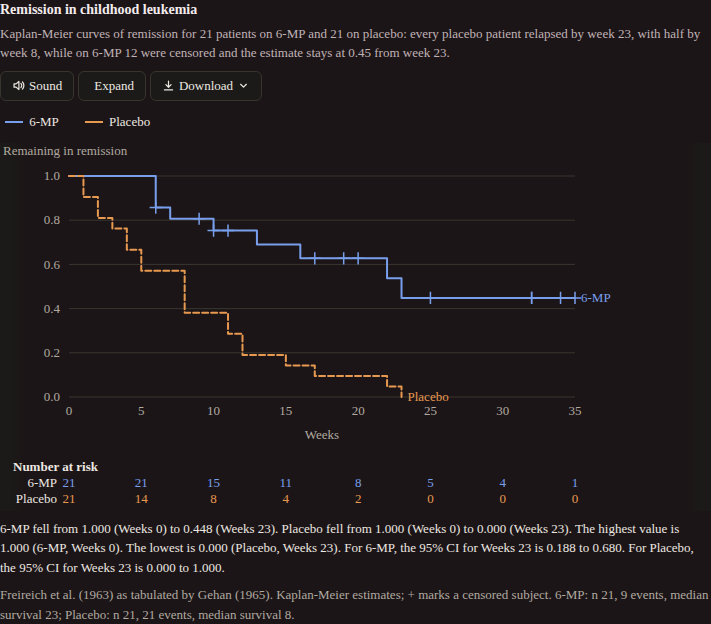 Remission in childhood leukemia
Kaplan-Meier curves of remission for 21 patients on 6-MP and 21 on placebo: every placebo patient relapsed by week 23, with half by
week 8, while on 6-MP 12 were censored and the estimate stays at 0.45 from week 23.
Sound Expand Download
6-MP Placebo
Remaining in remission
1.0
0.8
0.6
0.4
0.2
0.0
6-MP
Placebo
0 5 10 15 20 25 30 35
Weeks
Number at risk
6-MP 21 21 15 11 8 5 4 1
Placebo 21 14 8 4 2 0 0 0
6-MP fell from 1.000 (Weeks 0) to 0.448 (Weeks 23). Placebo fell from 1.000 (Weeks 0) to 0.000 (Weeks 23). The highest value is
1.000 (6-MP, Weeks 0). The lowest is 0.000 (Placebo, Weeks 23). For 6-MP, the 95% CI for Weeks 23 is 0.188 to 0.680. For Placebo,
the 95% CI for Weeks 23 is 0.000 to 1.000.
Freireich et al. (1963) as tabulated by Gehan (1965). Kaplan-Meier estimates; + marks a censored subject. 6-MP: n 21, 9 events, median
survival 23; Placebo: n 21, 21 events, median survival 8.